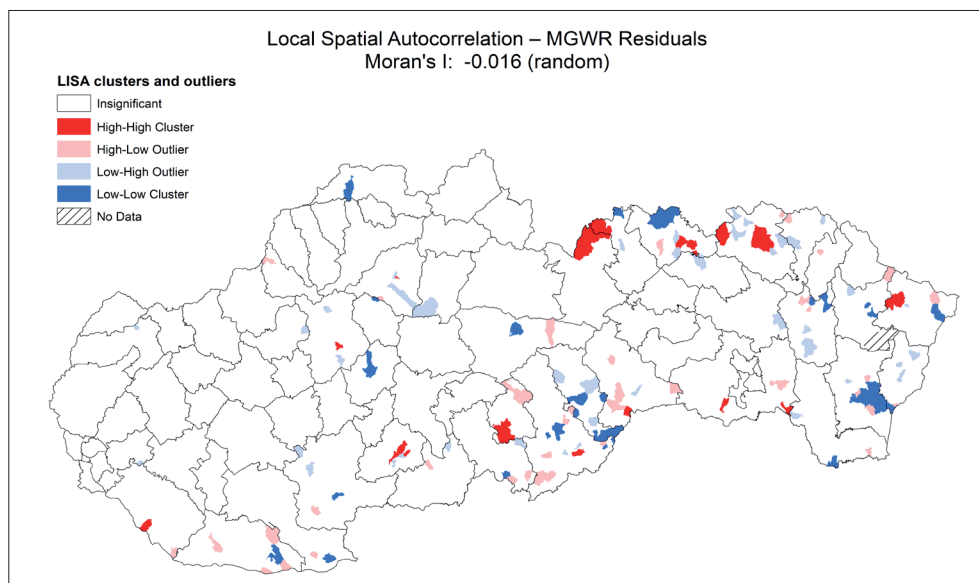 Local Spatial Autocorrelation – MGWR Residuals
Moran's I: -0.016 (random)
LISA clusters and outliers
Insignificant
High-High Cluster
High-Low Outlier
Low-High Outlier
Low-Low Cluster
No Data